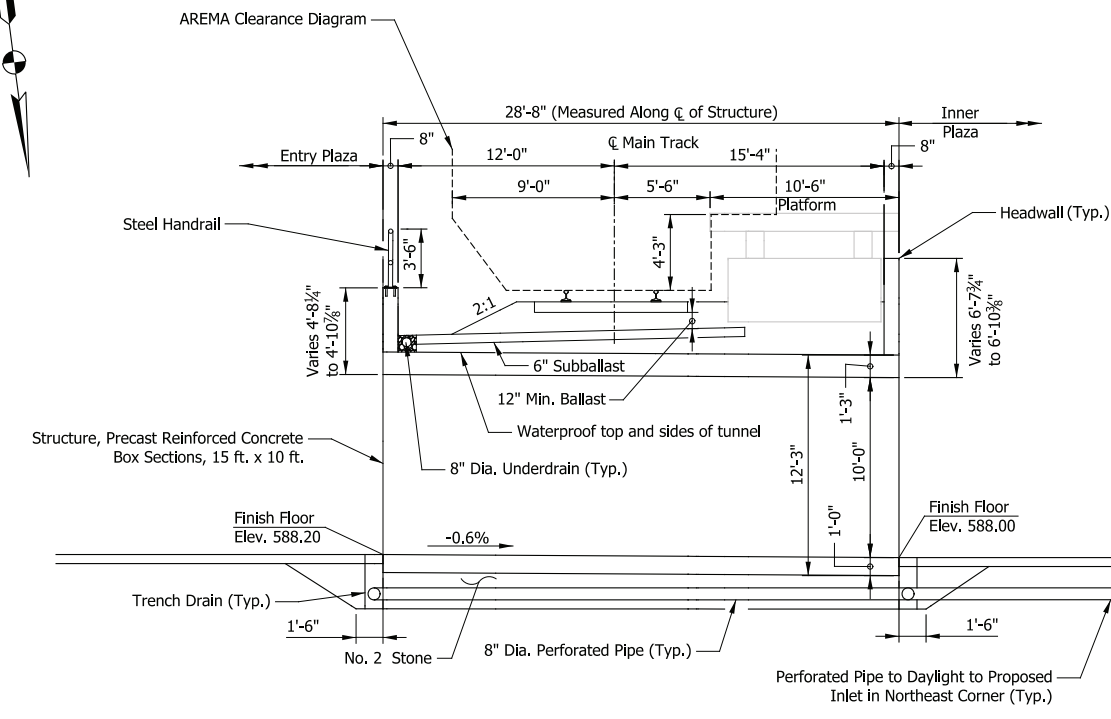 AREMA Clearance Diagram
28'-8" (Measured Along ℄ of Structure)
Inner
Plaza
8"
℄ Main Track
8"
Entry Plaza
12'-0"
15'-4"
9'-0"
5'-6"
10'-6"
Platform
Steel Handrail
Headwall (Typ.)
3'-6"
4'-3"
2:1
Varies 4'-8¼"
to 4'-10⅞"
Varies 6'-7¾"
to 6'-10⅜"
6" Subballast
12" Min. Ballast
1'-3"
Waterproof top and sides of tunnel
Structure, Precast Reinforced Concrete
Box Sections, 15 ft. x 10 ft.
8" Dia. Underdrain (Typ.)
12'-3"
10'-0"
Finish Floor
Elev. 588.20
-0.6%
1'-0"
Finish Floor
Elev. 588.00
Trench Drain (Typ.)
1'-6"
1'-6"
No. 2 Stone
8" Dia. Perforated Pipe (Typ.)
Perforated Pipe to Daylight to Proposed
Inlet in Northeast Corner (Typ.)